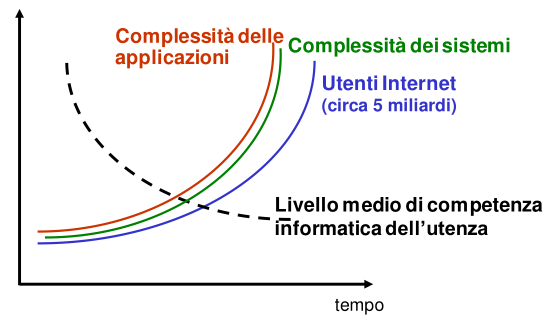 Complessità delle
applicazioni
Complessità dei sistemi
Utenti Internet
(circa 5 miliardi)
Livello medio di competenza
informatica dell'utenza
tempo